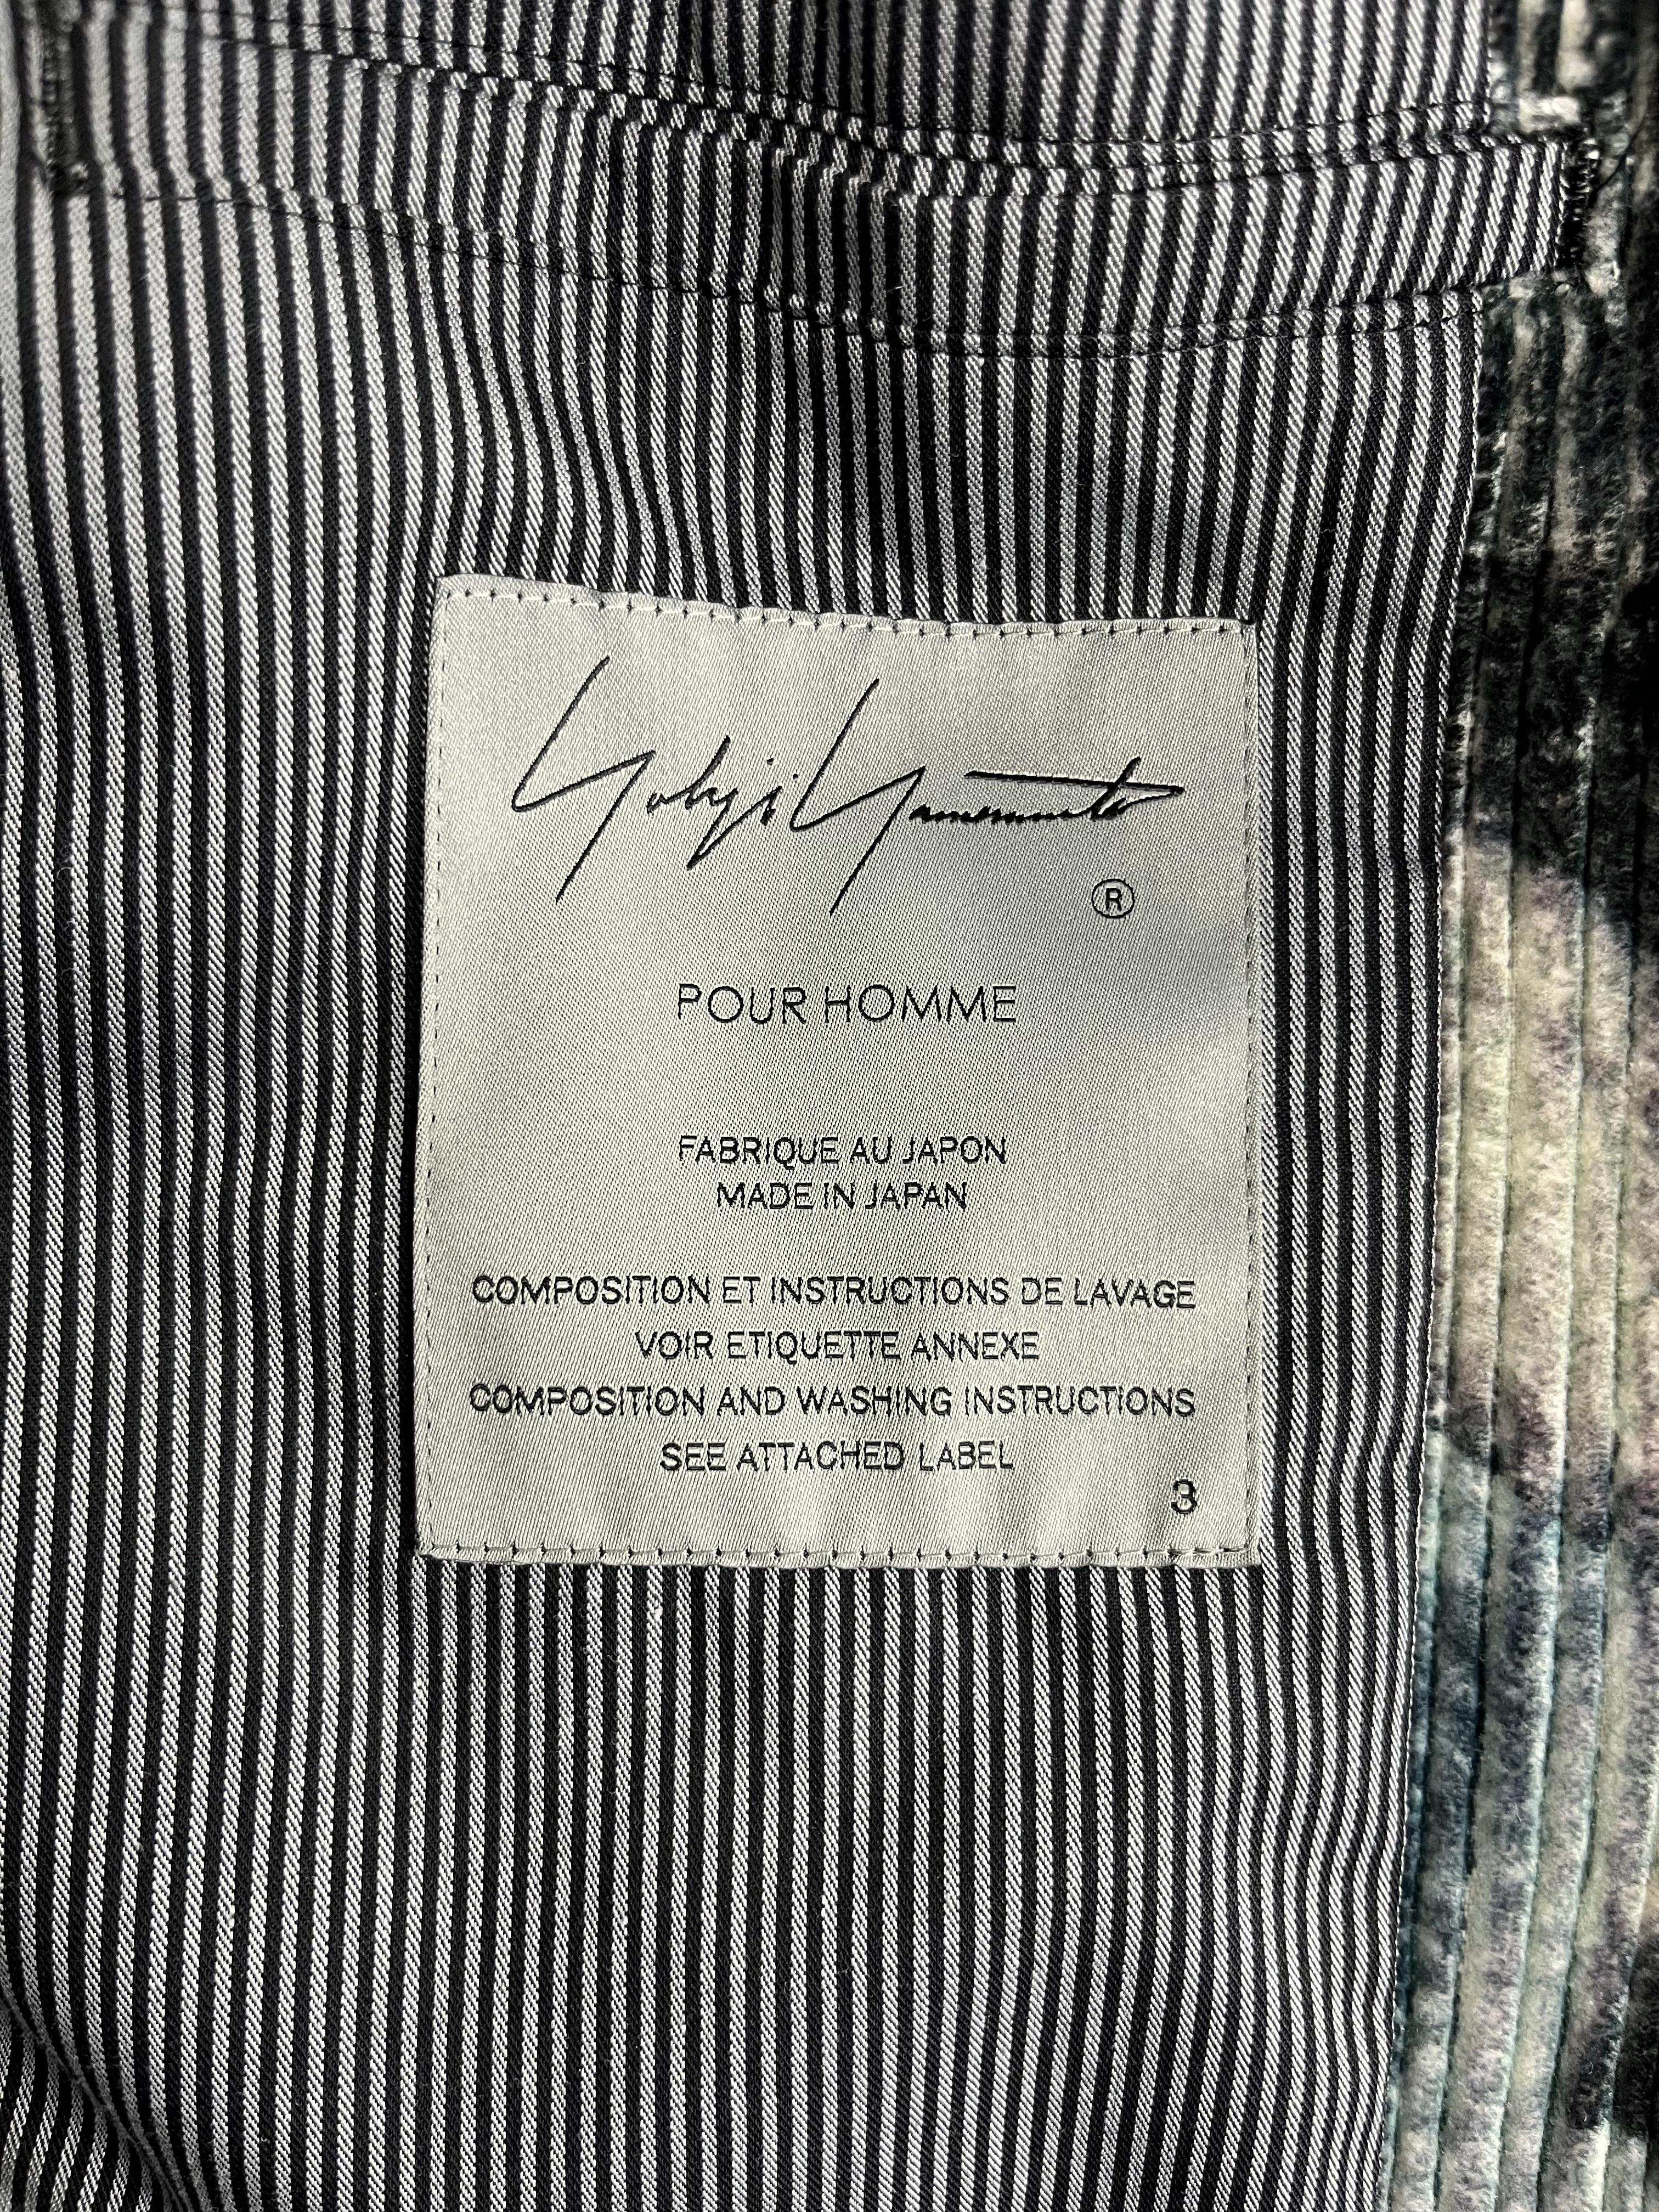 Yohji Yamamoto
®
POUR HOMME
FABRIQUE AU JAPON
MADE IN JAPAN
COMPOSITION ET INSTRUCTIONS DE LAVAGE
VOIR ETIQUETTE ANNEXE
COMPOSITION AND WASHING INSTRUCTIONS
SEE ATTACHED LABEL
3